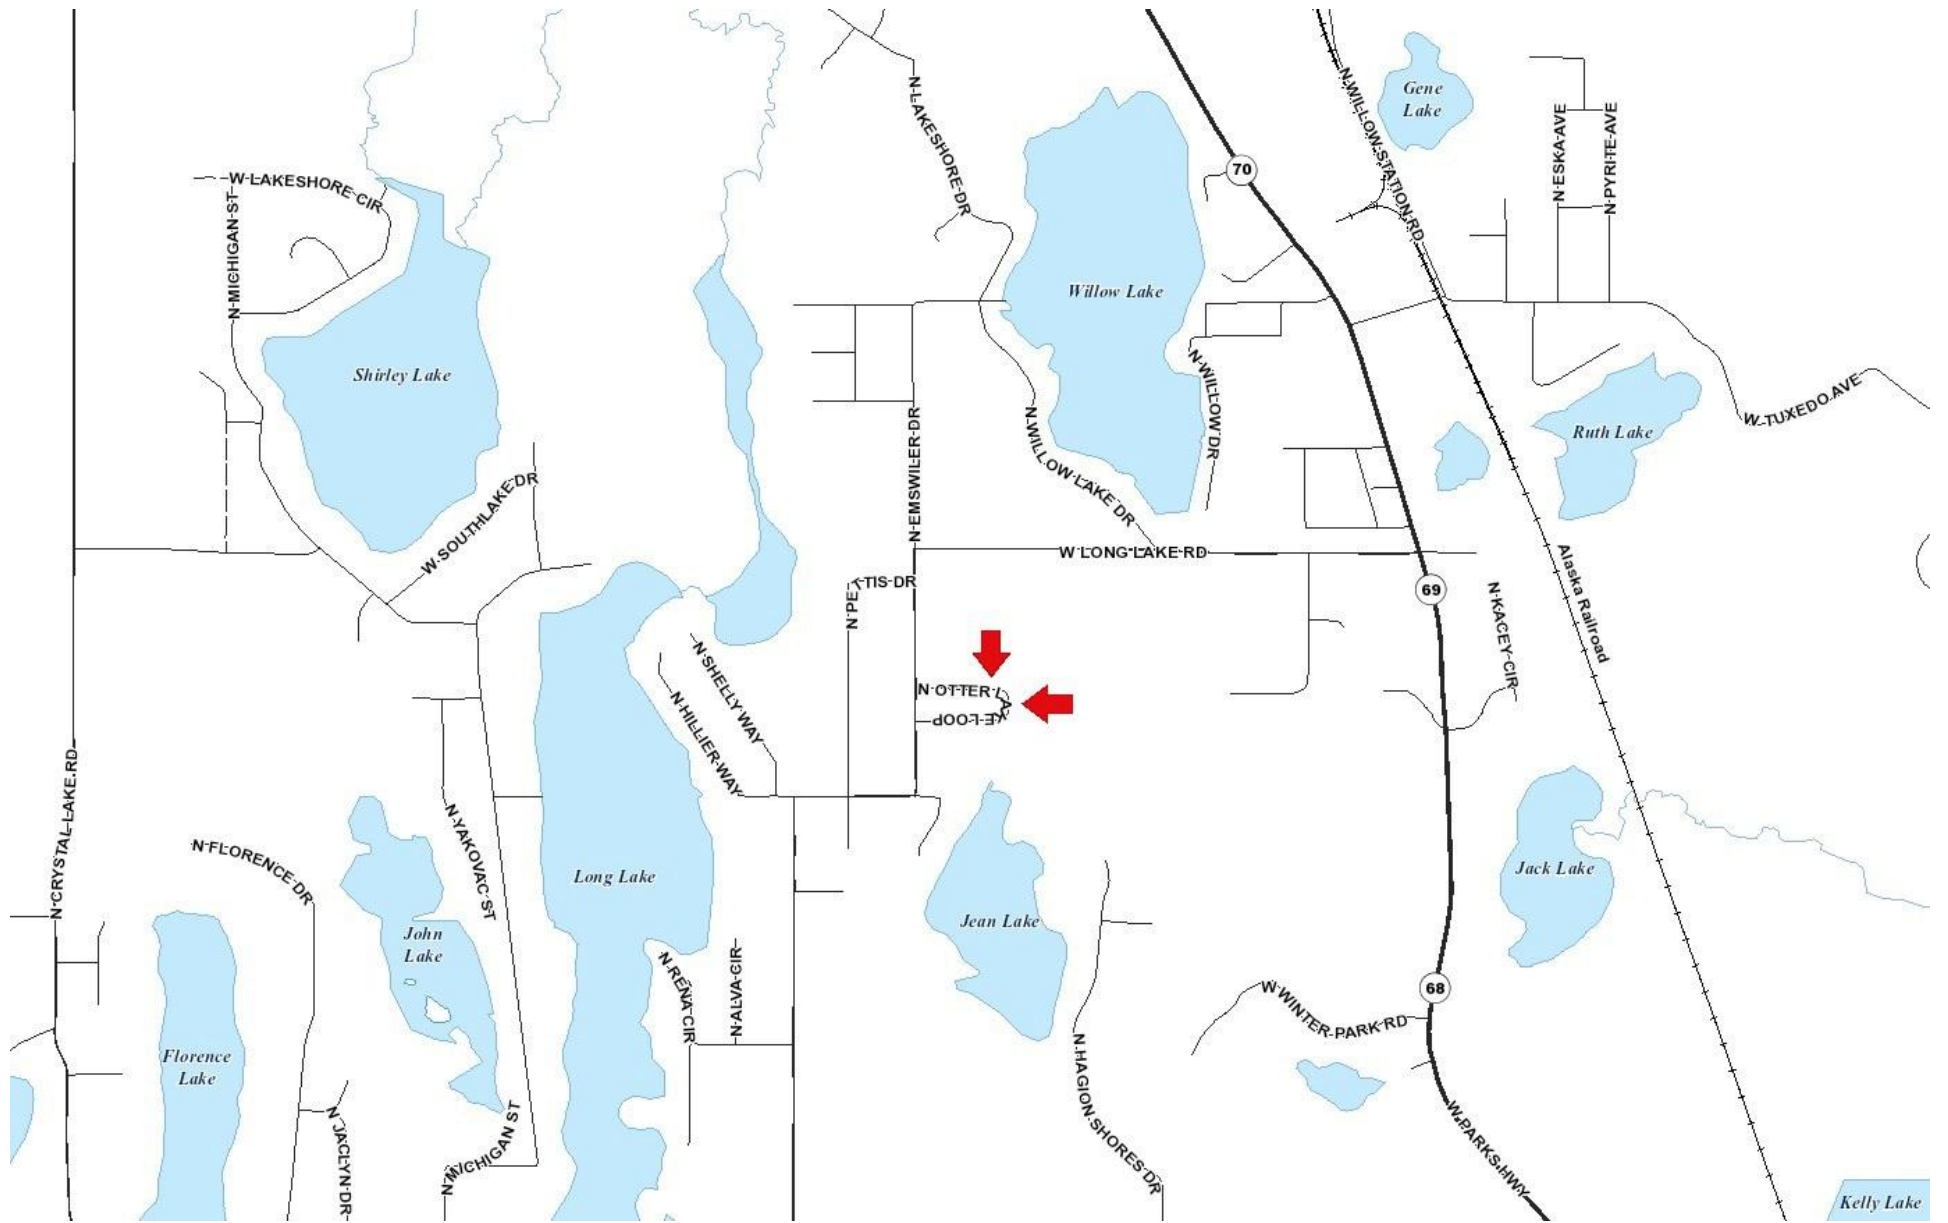 Gene
Lake
N LAKESHORE DR
N WILLOW STATION RD
N ESKA AVE
N PYRITE AVE
70
W LAKESHORE CIR
N MICHIGAN ST
Willow Lake
Shirley Lake
N WILLOW DR
W TUXEDO AVE
Ruth Lake
N EMSWILER DR
N WILLOW LAKE DR
W SOUTHLAKE DR
W LONG LAKE RD
N PETTIS DR
69
N KACEY CIR
Alaska Railroad
N SHELLY WAY
N HILLIER WAY
N OTTER LAKE LOOP
N CRYSTAL LAKE RD
N YAKOVAC ST
N FLORENCE DR
Long Lake
Jack Lake
Jean Lake
John
Lake
N RENA CIR
N ALVA CIR
68
W WINTER PARK RD
Florence
Lake
N HAGION SHORES DR
N JACLYN DR
N MICHIGAN ST
W PARKS HWY
Kelly Lake